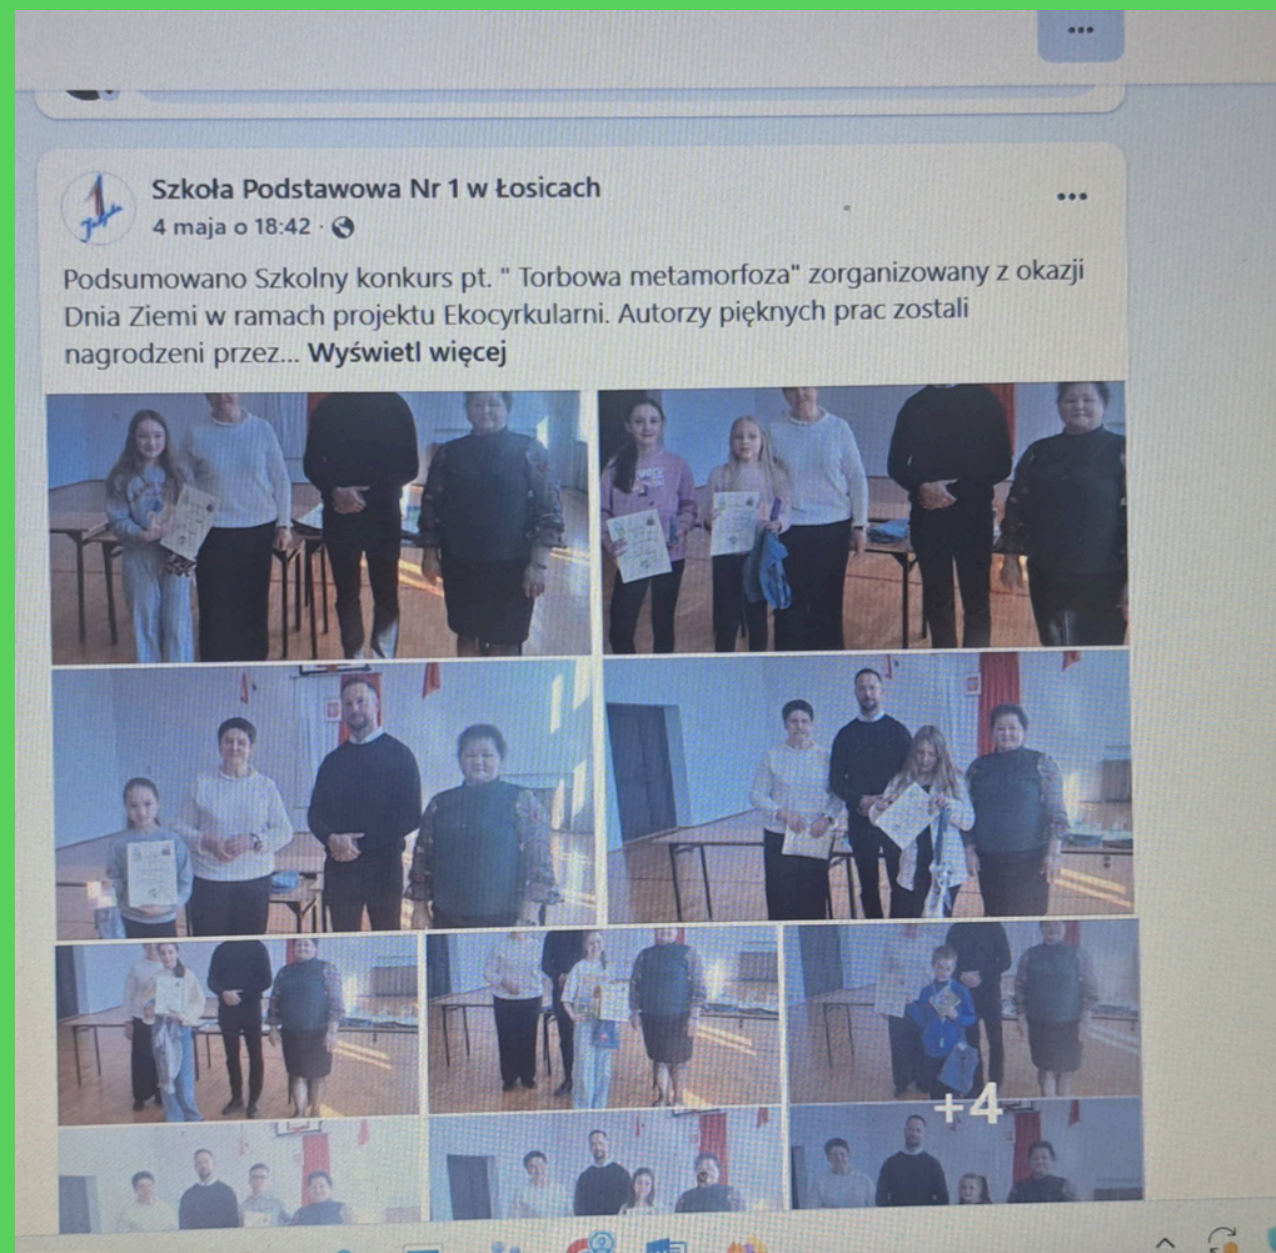 Szkoła Podstawowa Nr 1 w Łosicach
4 maja o 18:42 ·
Podsumowano Szkolny konkurs pt. " Torbowa metamorfoza" zorganizowany z okazji
Dnia Ziemi w ramach projektu Ekocyrkularni. Autorzy pięknych prac zostali
nagrodzeni przez... Wyświetl więcej
+4